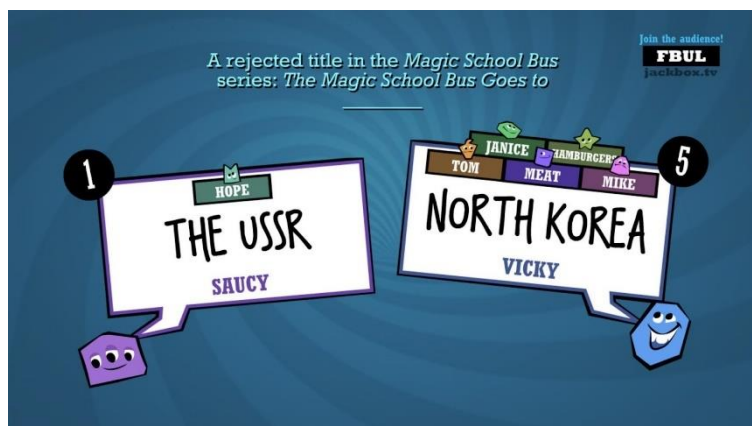 Join the audience!
FBUL
jackbox.tv
A rejected title in the Magic School Bus
series: The Magic School Bus Goes to
________
1
HOPE
THE USSR
SAUCY
JANICE
HAMBURGERS
TOM
MEAT
MIKE
5
NORTH KOREA
VICKY